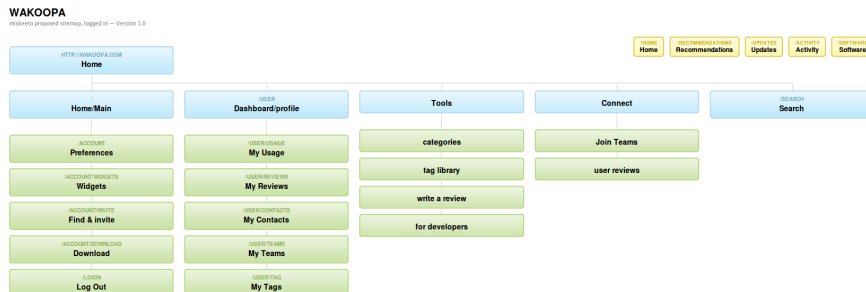 WAKOOPA
miskeeto proposed sitemap, logged in — Version 1.0
/HOME
Home
/RECOMMENDATIONS
Recommendations
/UPDATES
Updates
/ACTIVITY
Activity
/SOFTWARE
Software
HTTP://WAKOOPA.COM
Home
/
Home/Main
/USER
Dashboard/profile
Tools
Connect
/SEARCH
Search
/ACCOUNT
Preferences
/ACCOUNT/WIDGETS
Widgets
/ACCOUNT/INVITE
Find & invite
/ACCOUNT/DOWNLOAD
Download
/LOGIN
Log Out
/USER/USAGE
My Usage
/USER/REVIEWS
My Reviews
/USER/CONTACTS
My Contacts
/USER/TEAMS
My Teams
/USER/TAG
My Tags
categories
tag library
write a review
for developers
Join Teams
user reviews